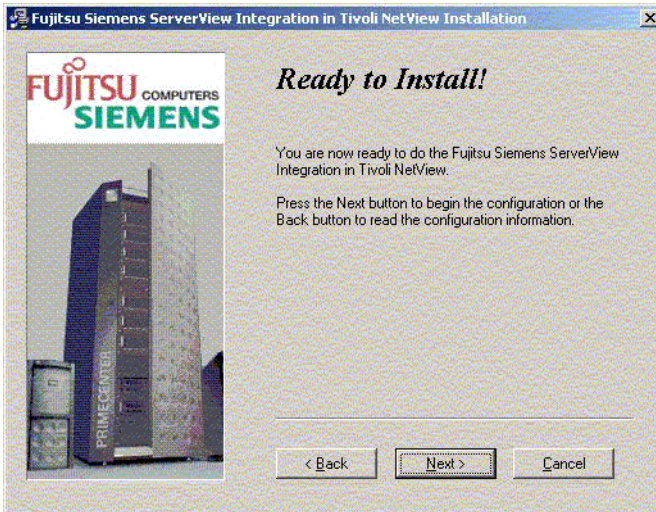 Fujitsu Siemens ServerView Integration in Tivoli NetView Installation
FUJITSU COMPUTERS
SIEMENS
Ready to Install!
You are now ready to do the Fujitsu Siemens ServerView
Integration in Tivoli NetView.
Press the Next button to begin the configuration or the
Back button to read the configuration information.
PRIMECENTER
< Back
Next >
Cancel